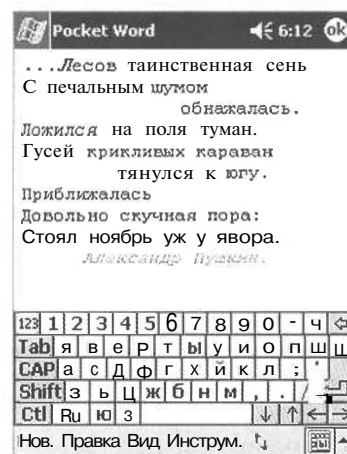 Pocket Word 6:12 ok
...Лесов таинственная сень
С печальным шумом
обнажалась.
Ложился на поля туман.
Гусей крикливых караван
тянулся к югу.
Приближалась
Довольно скучная пора:
Стоял ноябрь уж у явора.
Александр Пушкин.
123 1 2 3 4 5 6 7 8 9 0 - ч
Tab я в е р т ы у и о п ш щ
CAP а с д ф г х й к л ; '
Shift з ь ц ж б н м , . /
Ctl Ru ю э
Нов. Правка Вид Инструм.